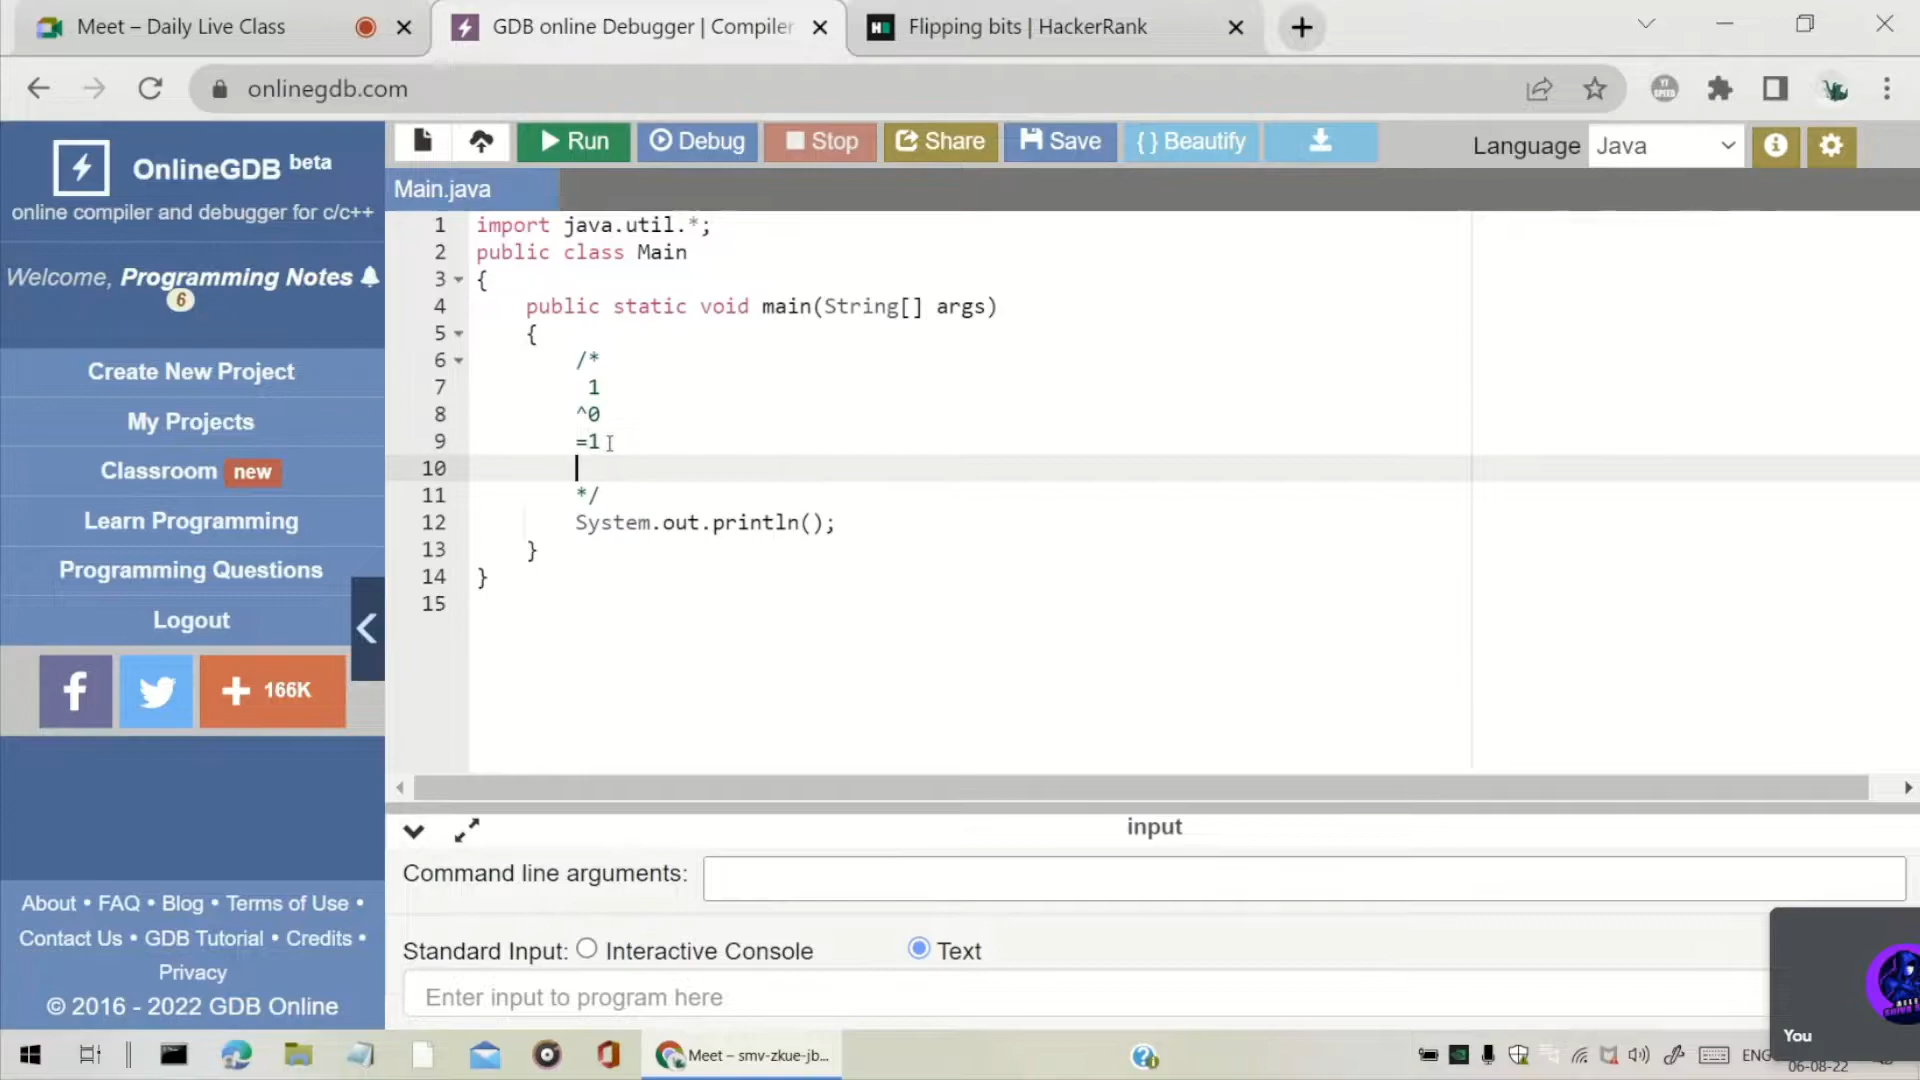 Meet – Daily Live Class
GDB online Debugger | Compiler
Flipping bits | HackerRank
onlinegdb.com
OnlineGDB beta
online compiler and debugger for c/c++
Welcome, Programming Notes
6
Create New Project
My Projects
Classroom new
Learn Programming
Programming Questions
Logout
f
+ 166K
About • FAQ • Blog • Terms of Use •
Contact Us • GDB Tutorial • Credits •
Privacy
© 2016 - 2022 GDB Online
Run
Debug
Stop
Share
Save
{ } Beautify
Language Java
Main.java
1 import java.util.*;
2 public class Main
3 {
4 public static void main(String[] args)
5 {
6 /*
7 1
8 ^0
9 =1
10
11 */
12 System.out.println();
13 }
14 }
15
input
Command line arguments:
Standard Input: Interactive Console Text
Enter input to program here
You
Meet – smv-zkue-jb...
ENG
06-08-22